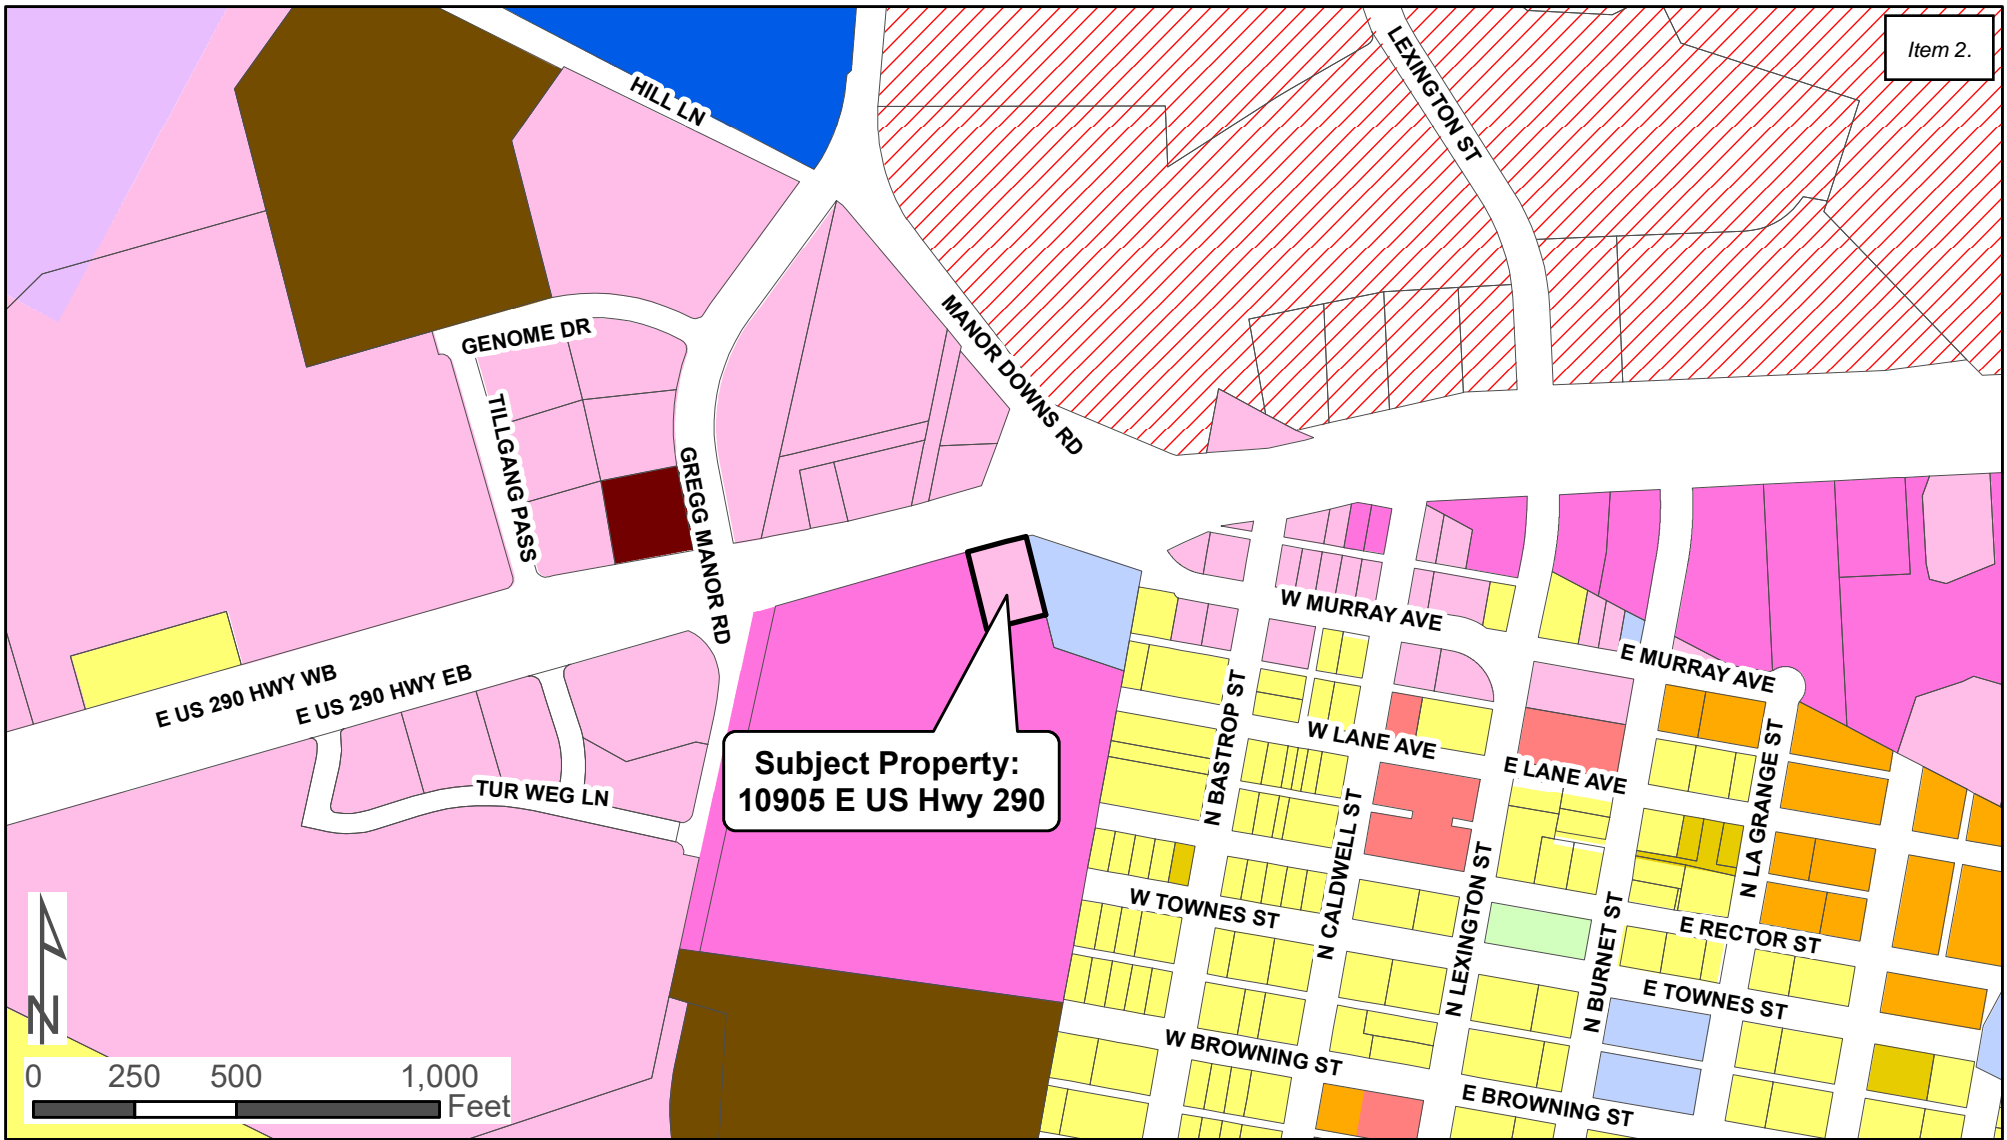 Item 2.
HILL LN
LEXINGTON ST
GENOME DR
MANOR DOWNS RD
TILLGANG PASS
GREGG MANOR RD
W MURRAY AVE
E MURRAY AVE
E US 290 HWY WB
E US 290 HWY EB
N BASTROP ST
W LANE AVE
E LANE AVE
Subject Property:
10905 E US Hwy 290
TUR WEG LN
N CALDWELL ST
N LA GRANGE ST
N LEXINGTON ST
W TOWNES ST
N BURNET ST
E RECTOR ST
E TOWNES ST
N
W BROWNING ST
E BROWNING ST
0 250 500 1,000
Feet